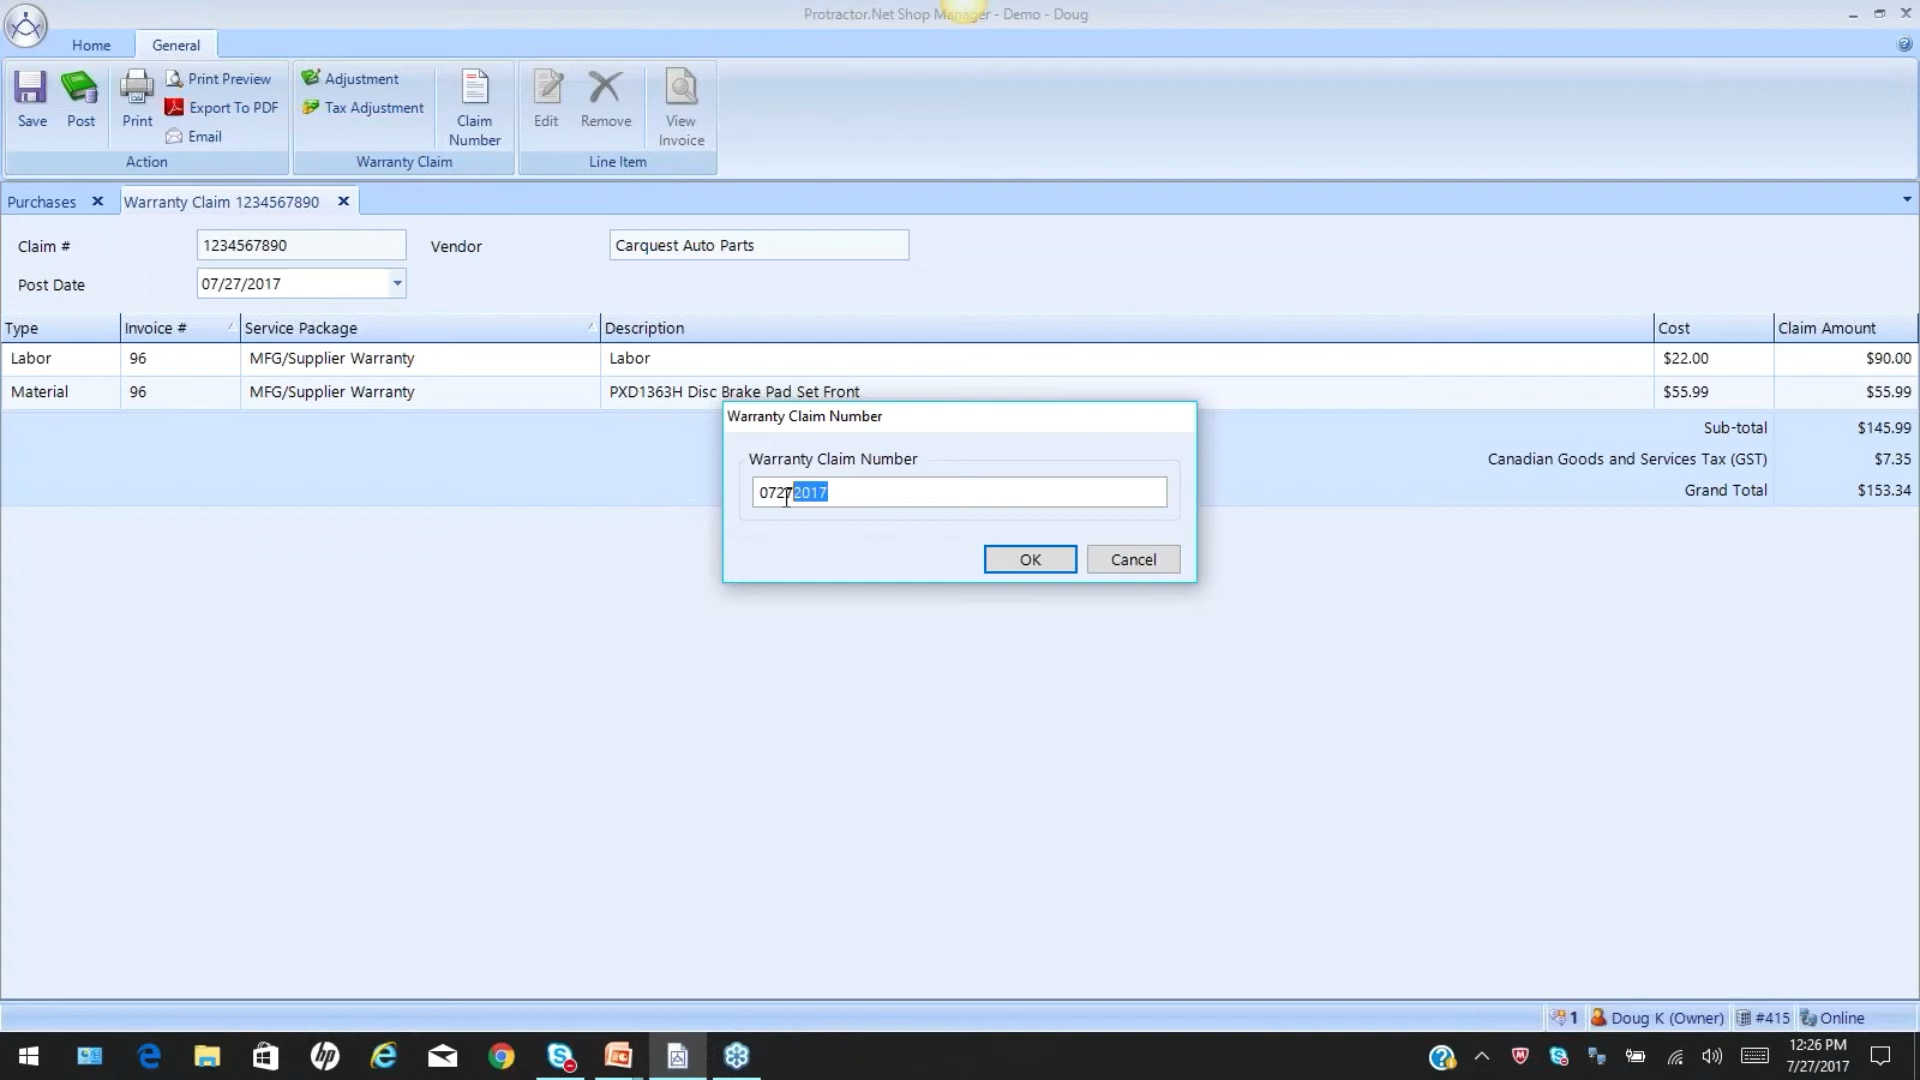 Protractor.Net Shop Manager - Demo - Doug
Home General
Save Post Print Print Preview Export To PDF Email
Action
Adjustment Tax Adjustment Claim Number
Warranty Claim
Edit Remove View Invoice
Line Item
Purchases Warranty Claim 1234567890
Claim # 1234567890 Vendor Carquest Auto Parts
Post Date 07/27/2017
Type Invoice # Service Package Description Cost Claim Amount
Labor 96 MFG/Supplier Warranty Labor $22.00 $90.00
Material 96 MFG/Supplier Warranty PXD1363H Disc Brake Pad Set Front $55.99 $55.99
Sub-total $145.99
Canadian Goods and Services Tax (GST) $7.35
Grand Total $153.34
Warranty Claim Number
Warranty Claim Number
07272017
OK Cancel
1 Doug K (Owner) #415 Online
12:26 PM
7/27/2017